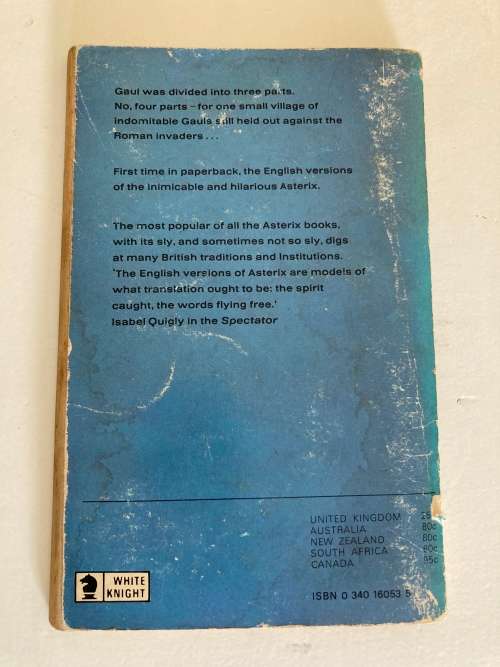 Gaul was divided into three parts.
No, four parts – for one small village of
indomitable Gauls still held out against the
Roman invaders . . .
First time in paperback, the English versions
of the inimicable and hilarious Asterix.
The most popular of all the Asterix books,
with its sly, and sometimes not so sly, digs
at many British traditions and Institutions.
'The English versions of Asterix are models of
what translation ought to be: the spirit
caught, the words flying free.'
Isabel Quigly in the Spectator
UNITED KINGDOM
AUSTRALIA 80c
NEW ZEALAND 80c
SOUTH AFRICA 60c
CANADA 95c
WHITE
KNIGHT
ISBN 0 340 16053 5